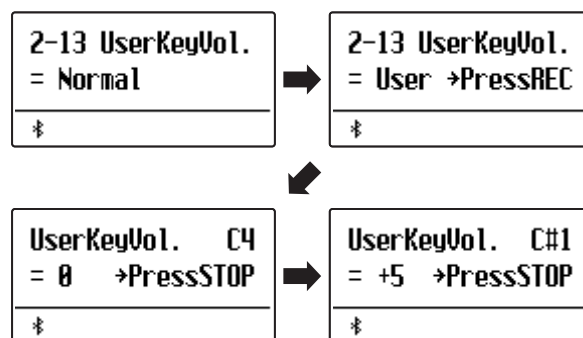 2-13 UserKeyVol.
= Normal
2-13 UserKeyVol.
= User →PressREC
UserKeyVol. C4
= 0 →PressSTOP
UserKeyVol. C#1
= +5 →PressSTOP